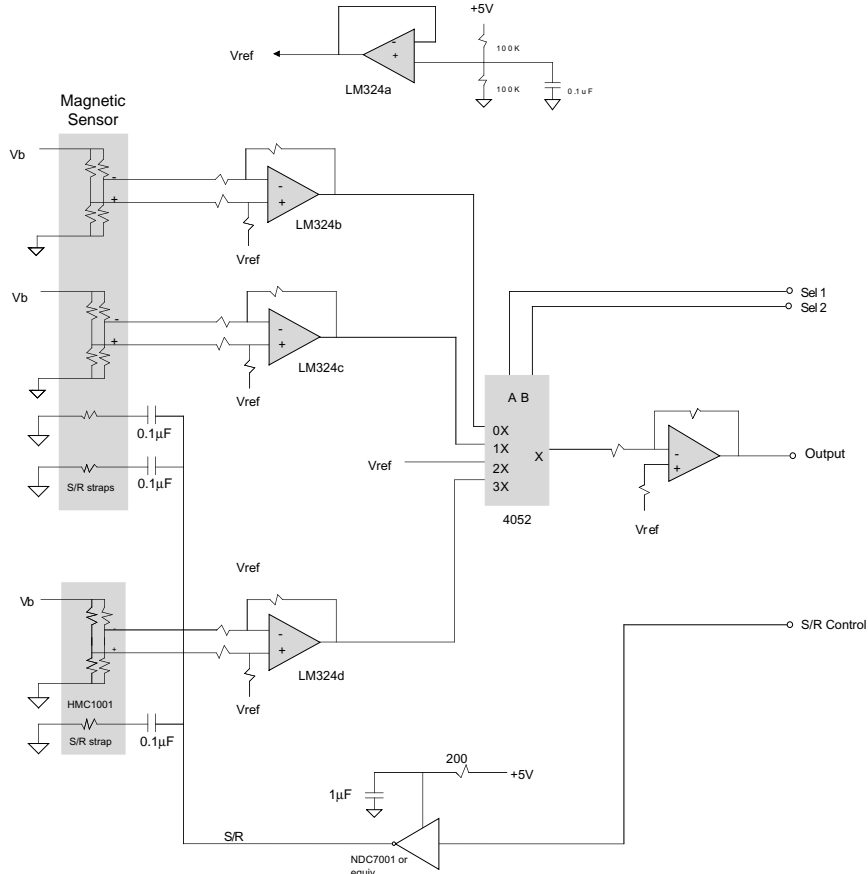 +5V
Vref
100K
LM324a
100K
0.1uF
Magnetic
Sensor
Vb
-
+
-
+
LM324b
Vref
Vb
-
+
-
+
LM324c
Vref
Sel 1
Sel 2
A B
0X
1X
2X
3X
X
4052
Vref
-
+
Vref
Output
0.1µF
0.1µF
S/R straps
Vref
Vb
-
+
-
+
LM324d
Vref
S/R Control
HMC1001
0.1µF
S/R strap
200
+5V
1µF
S/R
NDC7001 or
equiv